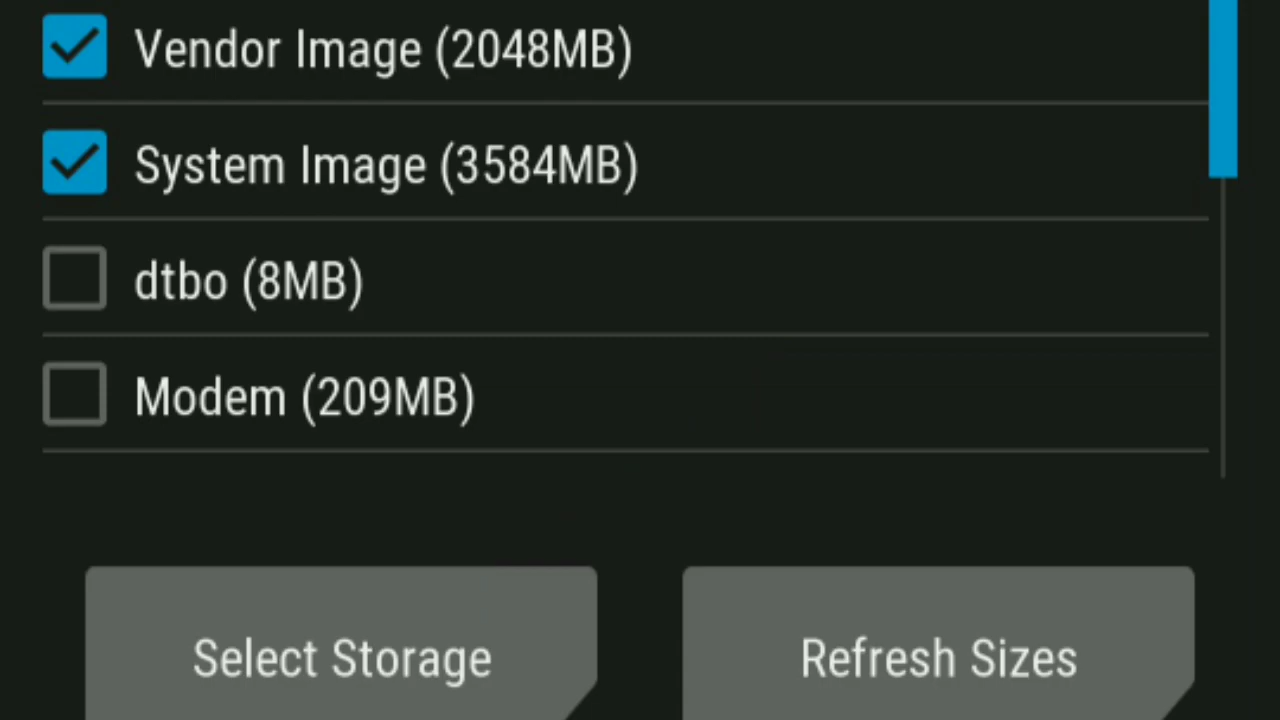 Vendor Image (2048MB)
System Image (3584MB)
dtbo (8MB)
Modem (209MB)
Select Storage
Refresh Sizes